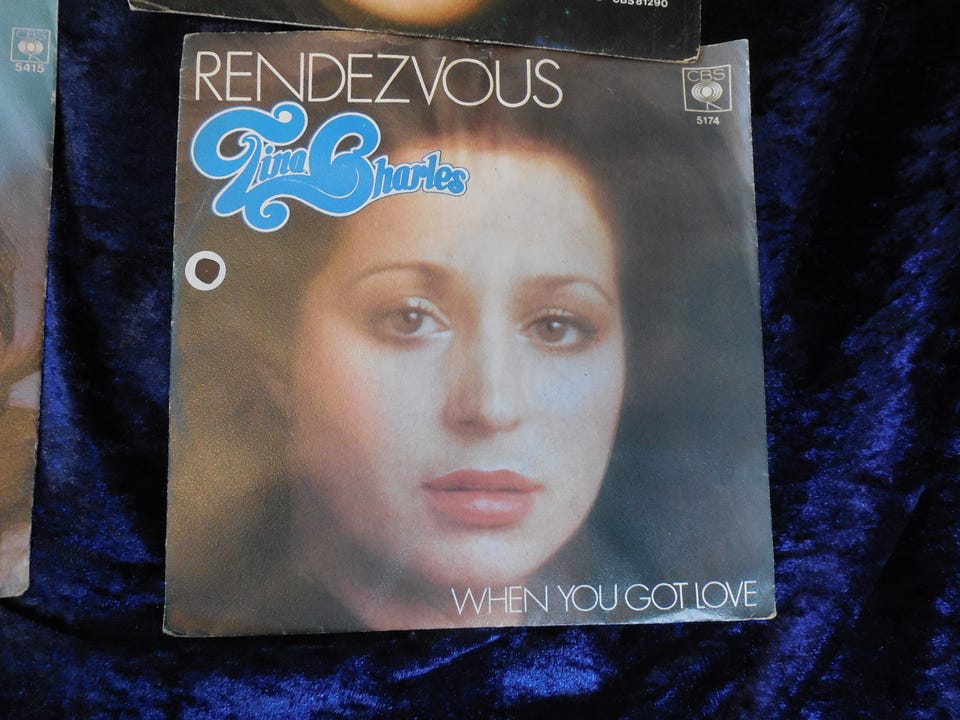 CBS 81290
CBS
5415
RENDEZVOUS
Tina Charles
CBS
5174
WHEN YOU GOT LOVE